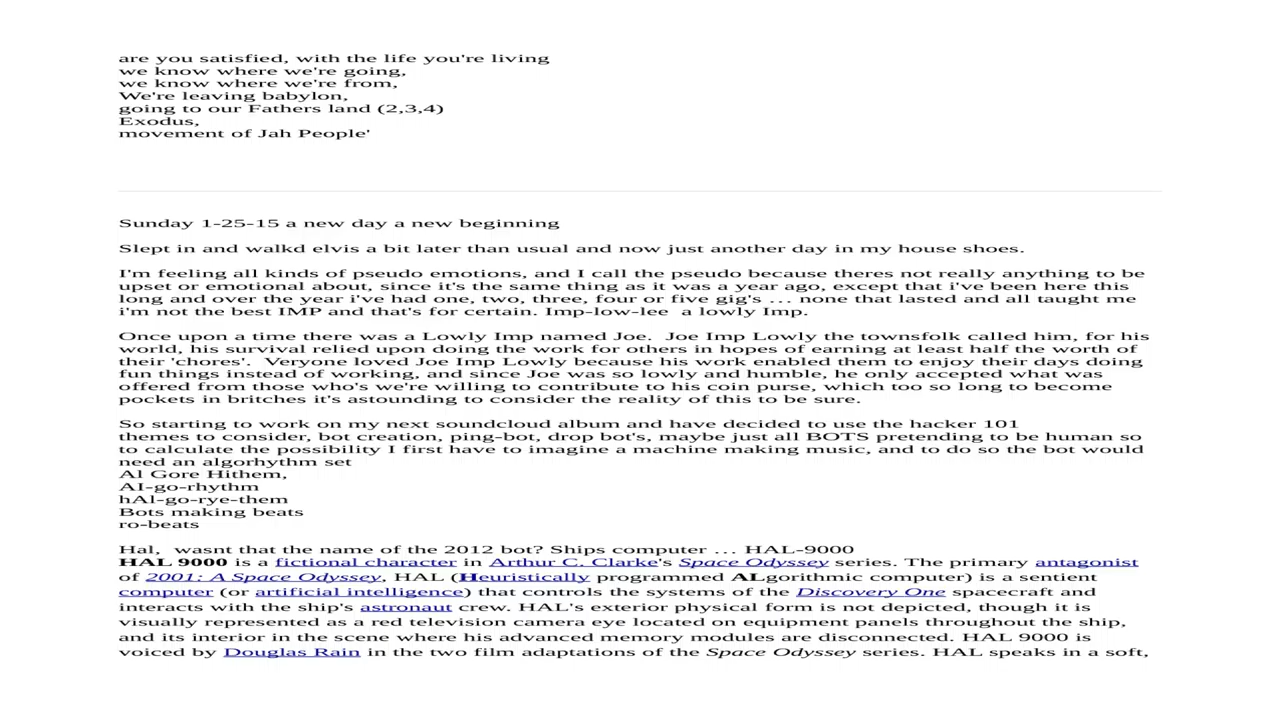 are you satisfied, with the life you're living
we know where we're going,
we know where we're from,
We're leaving babylon,
going to our Fathers land (2,3,4)
Exodus,
movement of Jah People'
Sunday 1-25-15 a new day a new beginning
Slept in and walkd elvis a bit later than usual and now just another day in my house shoes.
I'm feeling all kinds of pseudo emotions, and I call the pseudo because theres not really anything to be
upset or emotional about, since it's the same thing as it was a year ago, except that i've been here this
long and over the year i've had one, two, three, four or five gig's ... none that lasted and all taught me
i'm not the best IMP and that's for certain. Imp-low-lee  a lowly Imp.
Once upon a time there was a Lowly Imp named Joe.  Joe Imp Lowly the townsfolk called him, for his
world, his survival relied upon doing the work for others in hopes of earning at least half the worth of
their 'chores'.  Veryone loved Joe Imp Lowly because his work enabled them to enjoy their days doing
fun things instead of working, and since Joe was so lowly and humble, he only accepted what was
offered from those who's we're willing to contribute to his coin purse, which too so long to become
pockets in britches it's astounding to consider the reality of this to be sure.
So starting to work on my next soundcloud album and have decided to use the hacker 101
themes to consider, bot creation, ping-bot, drop bot's, maybe just all BOTS pretending to be human so
to calculate the possibility I first have to imagine a machine making music, and to do so the bot would
need an algorhythm set
Al Gore Hithem,
AI-go-rhythm
hAl-go-rye-them
Bots making beats
ro-beats
Hal,  wasnt that the name of the 2012 bot? Ships computer ... HAL-9000
HAL 9000 is a fictional character in Arthur C. Clarke's Space Odyssey series. The primary antagonist
of 2001: A Space Odyssey, HAL (Heuristically programmed ALgorithmic computer) is a sentient
computer (or artificial intelligence) that controls the systems of the Discovery One spacecraft and
interacts with the ship's astronaut crew. HAL's exterior physical form is not depicted, though it is
visually represented as a red television camera eye located on equipment panels throughout the ship,
and its interior in the scene where his advanced memory modules are disconnected. HAL 9000 is
voiced by Douglas Rain in the two film adaptations of the Space Odyssey series. HAL speaks in a soft,